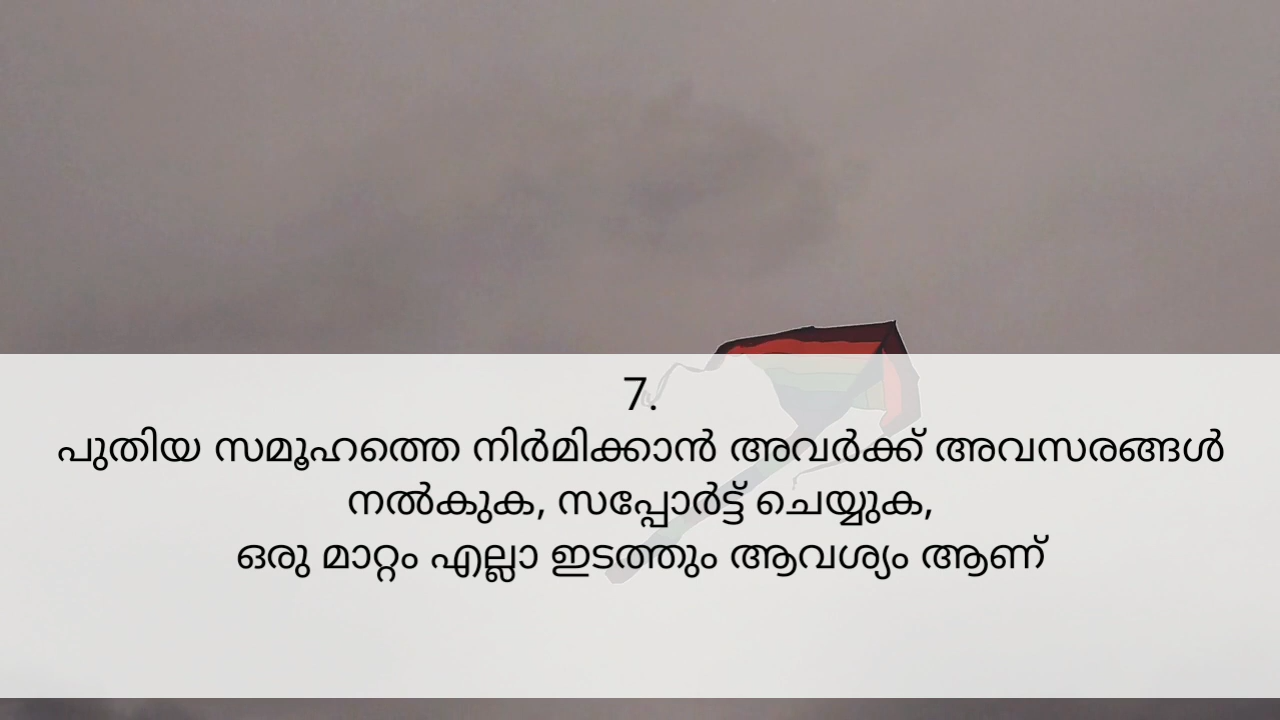 7.
പുതിയ സമൂഹത്തെ നിർമിക്കാൻ അവർക്ക് അവസരങ്ങൾ
നൽകുക, സപ്പോർട്ട് ചെയ്യുക,
ഒരു മാറ്റം എല്ലാ ഇടത്തും ആവശ്യം ആണ്